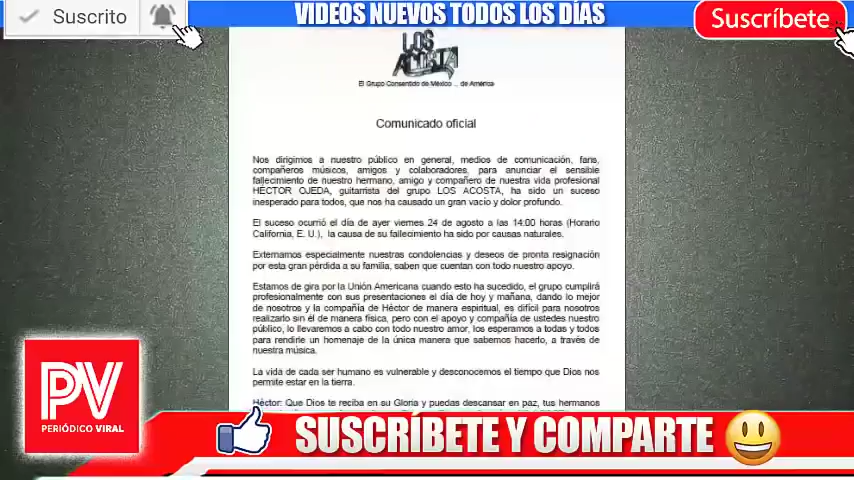 Suscrito
VIDEOS NUEVOS TODOS LOS DÍAS
Suscríbete
LOS
ACOSTA
El Grupo Consentido de México ... de América
Comunicado oficial
Nos dirigimos a nuestro público en general, medios de comunicación, fans,
compañeros músicos, amigos y colaboradores, para anunciar el sensible
fallecimiento de nuestro hermano, amigo y compañero de nuestra vida profesional
HÉCTOR OJEDA, guitarrista del grupo LOS ACOSTA, ha sido un suceso
inesperado para todos, que nos ha causado un gran vacío y dolor profundo.
El suceso ocurrió el día de ayer viernes 24 de agosto a las 14:00 horas (Horario
California, E. U.), la causa de su fallecimiento ha sido por causas naturales.
Externamos especialmente nuestras condolencias y deseos de pronta resignación
por esta gran pérdida a su familia, saben que cuentan con todo nuestro apoyo.
Estamos de gira por la Unión Americana cuando esto ha sucedido, el grupo cumplirá
profesionalmente con sus presentaciones el día de hoy y mañana, dando lo mejor
de nosotros y la compañía de Héctor de manera espiritual, es difícil para nosotros
realizarlo sin él de manera física, pero con el apoyo y compañía de ustedes nuestro
público, lo llevaremos a cabo con todo nuestro amor, los esperamos a todas y todos
para rendirle un homenaje de la única manera que sabemos hacerlo, a través de
nuestra música.
La vida de cada ser humano es vulnerable y desconocemos el tiempo que Dios nos
permite estar en la tierra.
Héctor: Que Dios te reciba en su Gloria y puedas descansar en paz, tus hermanos
PV
PERIÓDICO VIRAL
SUSCRÍBETE Y COMPARTE